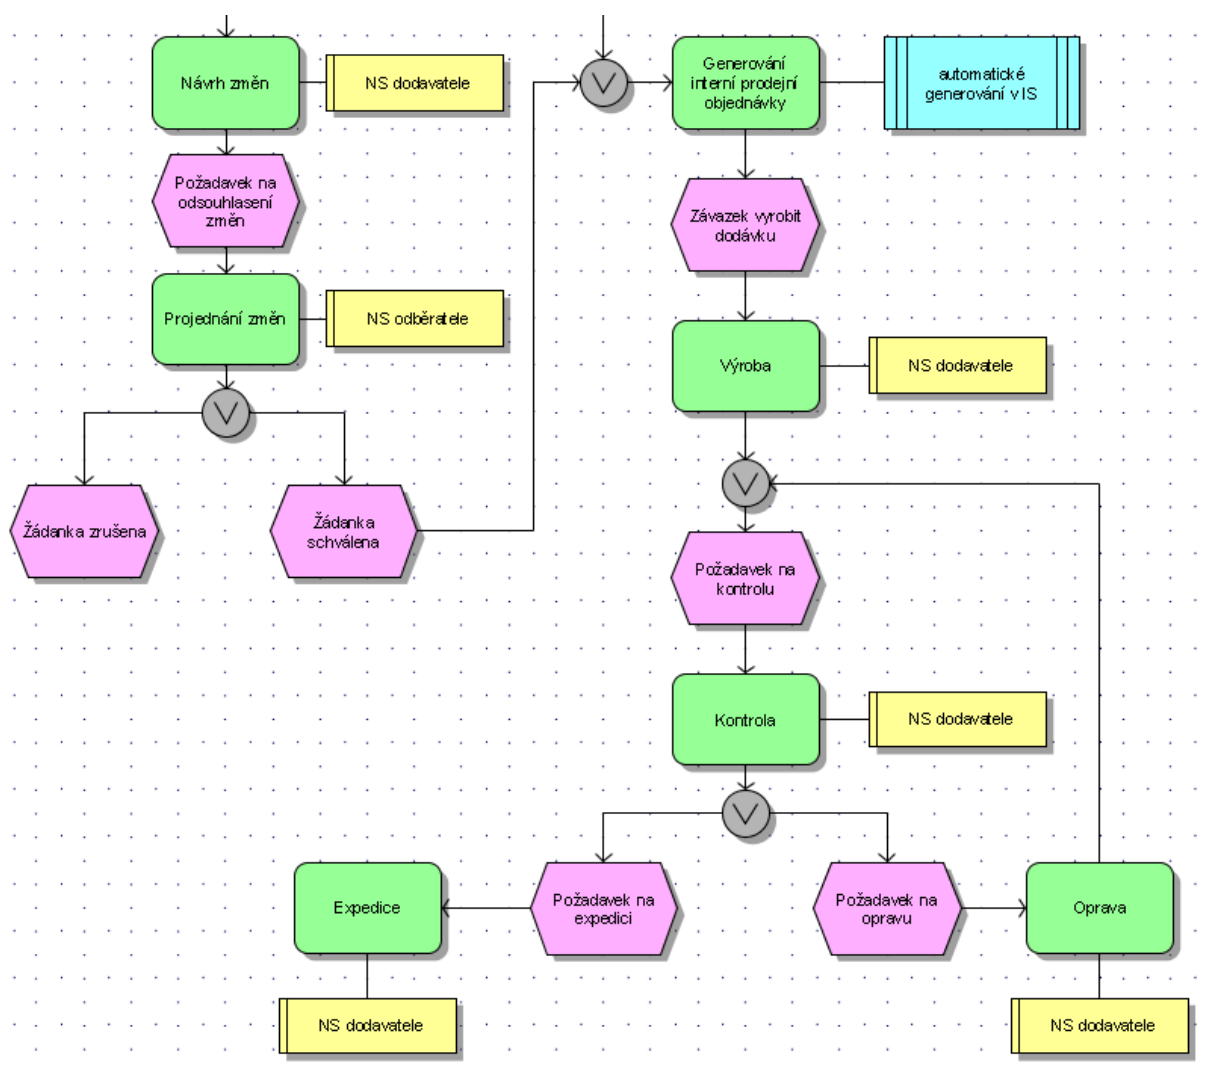 Návrh změn
NS dodavatele
Požadavek na
odsouhlasení
změn
Projednání změn
NS odběratele
Žádanka zrušena
Žádanka
schválena
Generování
interní prodejní
objednávky
automatické
generování v IS
Závazek vyrobit
dodávku
Výroba
NS dodavatele
Požadavek na
kontrolu
Kontrola
NS dodavatele
Expedice
Požadavek na
expedici
Požadavek na
opravu
Oprava
NS dodavatele
NS dodavatele